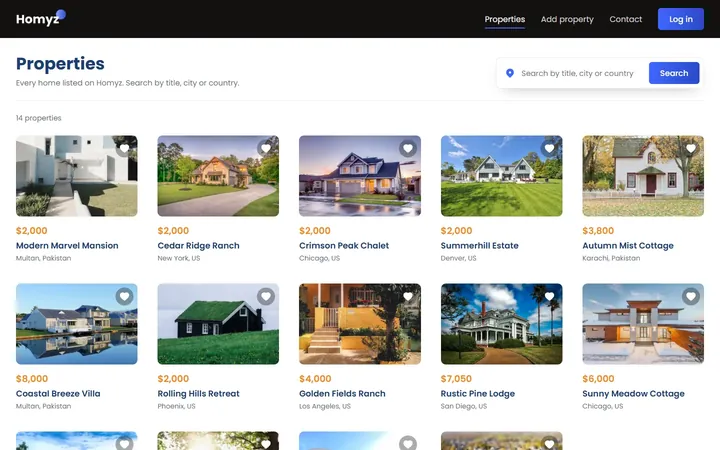 Homyz
Properties Add property Contact Log in
Properties
Every home listed on Homyz. Search by title, city or country.
Search by title, city or country Search
14 properties
$2,000 $2,000 $2,000 $2,000 $3,800
Modern Marvel Mansion Cedar Ridge Ranch Crimson Peak Chalet Summerhill Estate Autumn Mist Cottage
Multan, Pakistan New York, US Chicago, US Denver, US Karachi, Pakistan
$8,000 $2,000 $4,000 $7,050 $6,000
Coastal Breeze Villa Rolling Hills Retreat Golden Fields Ranch Rustic Pine Lodge Sunny Meadow Cottage
Multan, Pakistan Phoenix, US Los Angeles, US San Diego, US Chicago, US